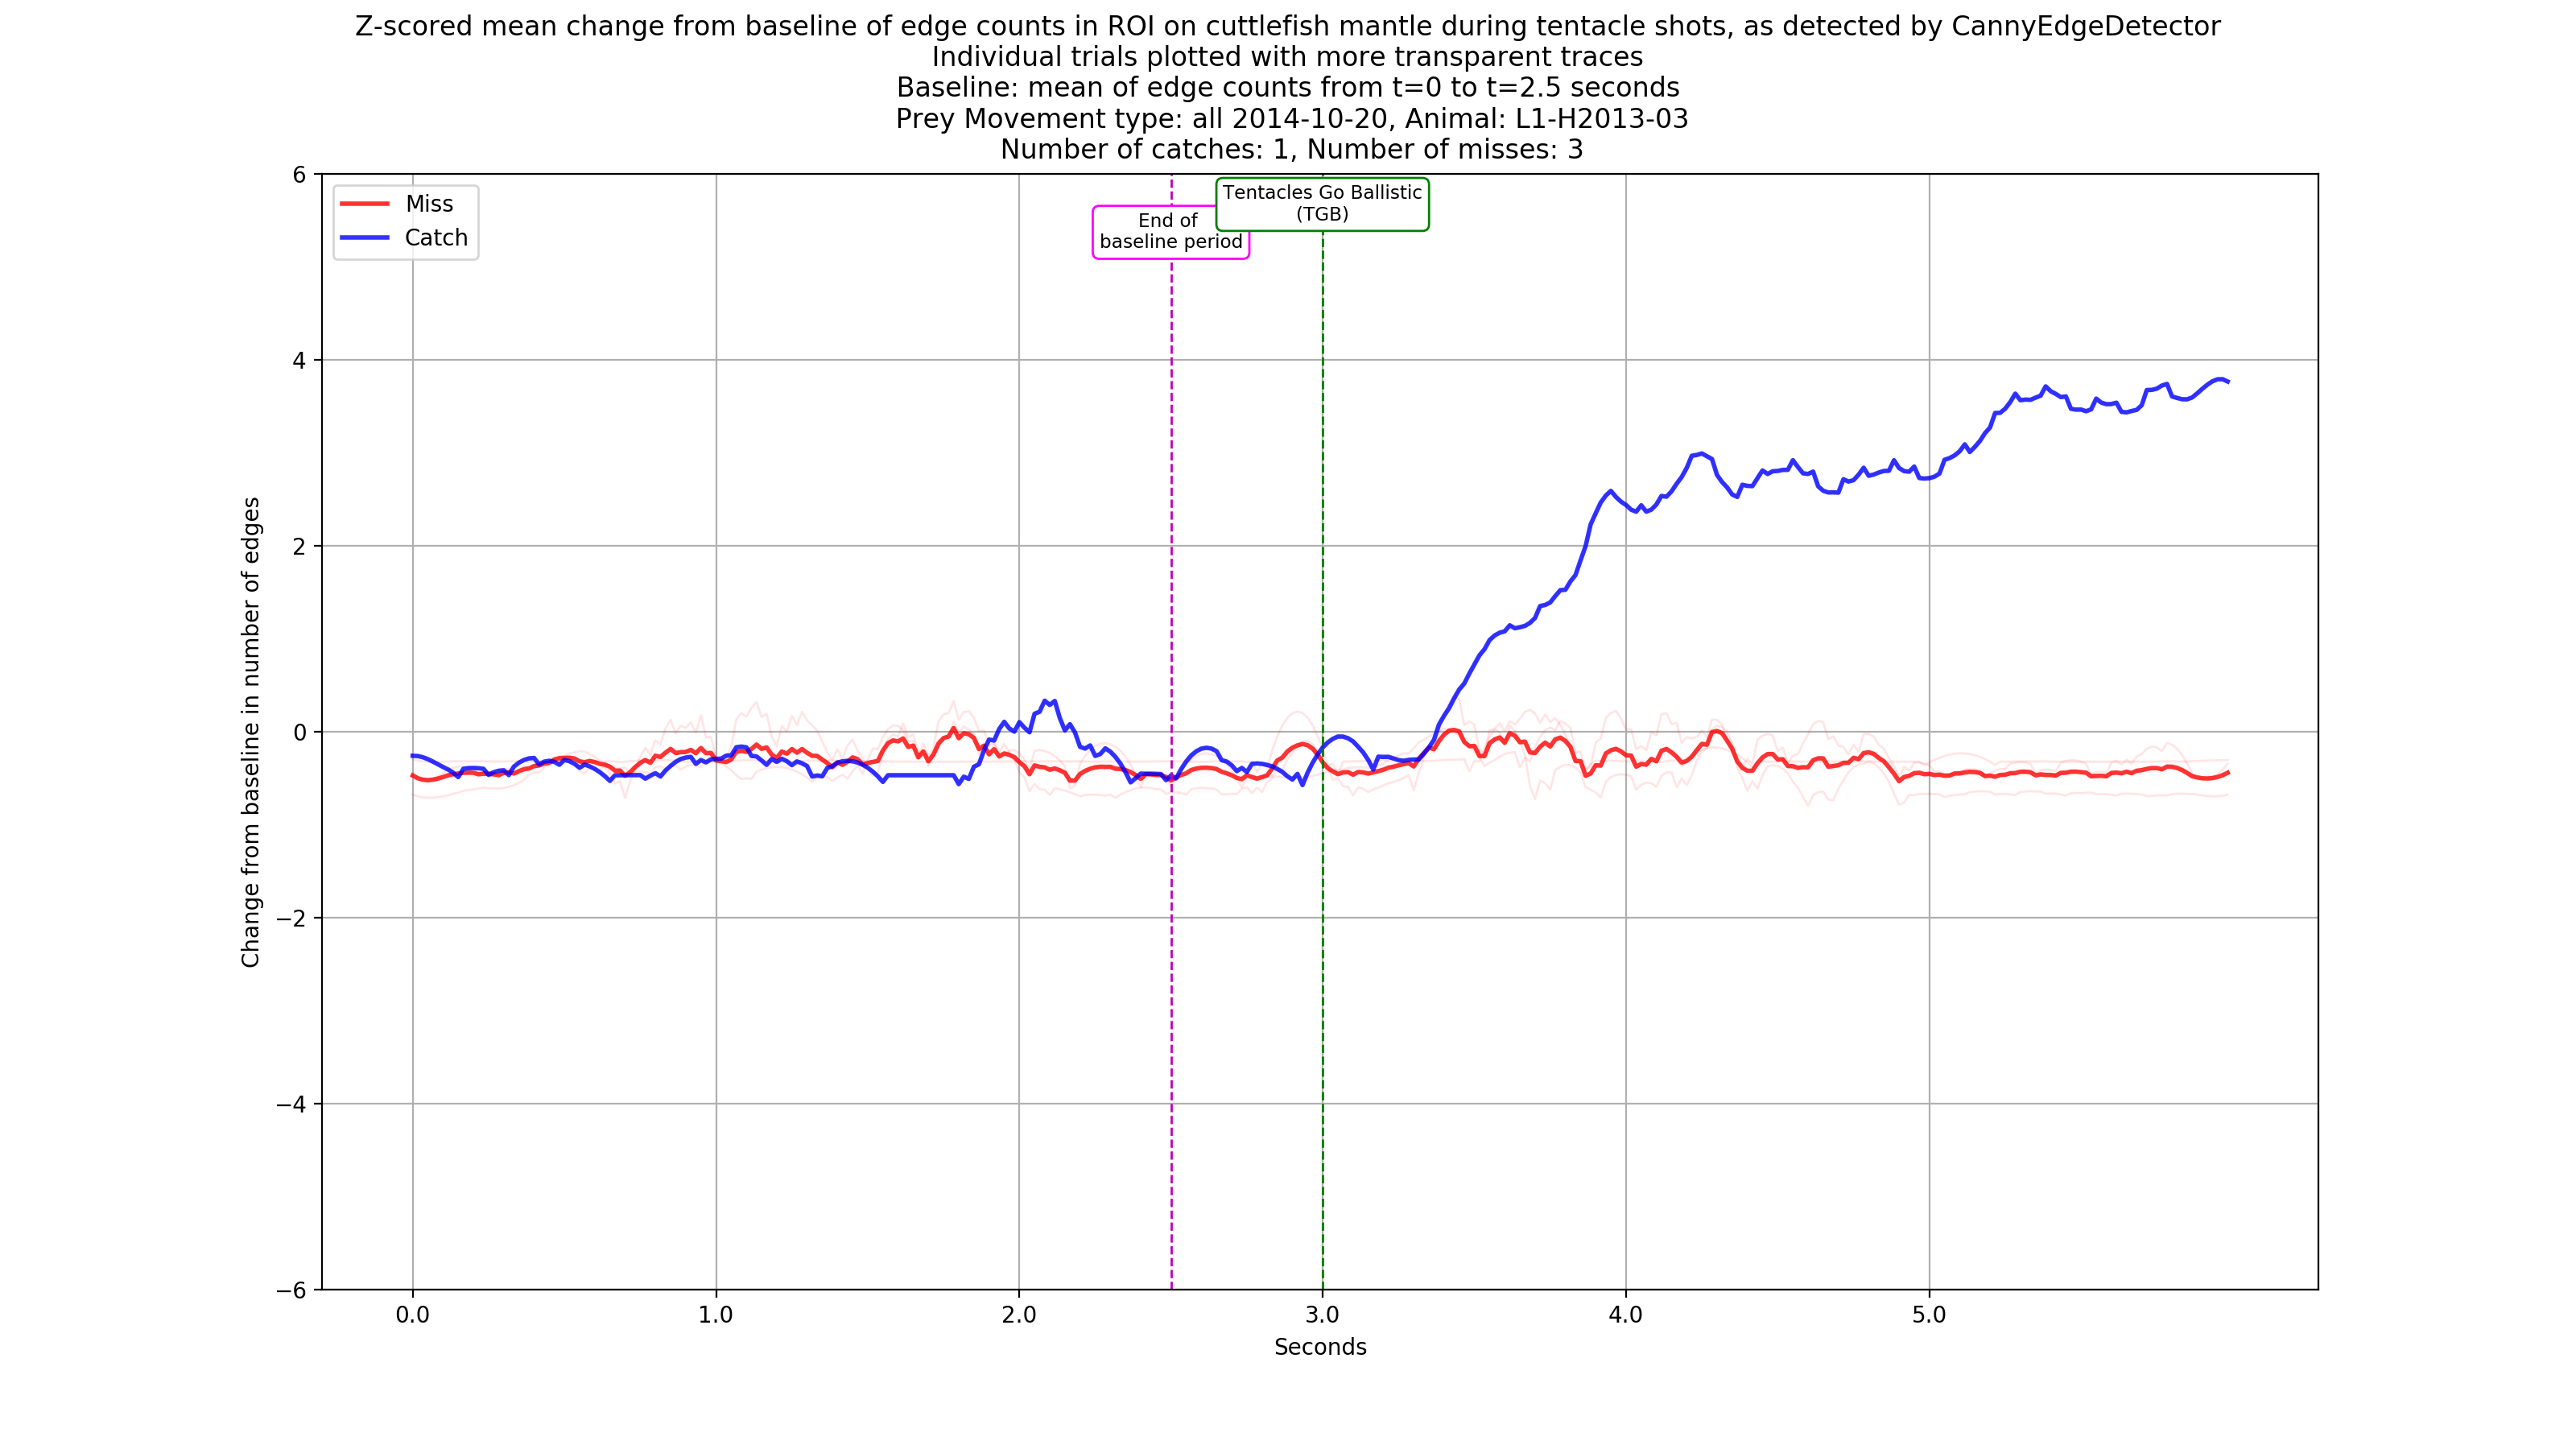 Z-scored mean change from baseline of edge counts in ROI on cuttlefish mantle during tentacle shots, as detected by CannyEdgeDetector
Individual trials plotted with more transparent traces
Baseline: mean of edge counts from t=0 to t=2.5 seconds
Prey Movement type: all 2014-10-20, Animal: L1-H2013-03
Number of catches: 1, Number of misses: 3
Miss
Catch
End of
baseline period
Tentacles Go Ballistic
(TGB)
Change from baseline in number of edges
6
4
2
0
−2
−4
−6
0.0
1.0
2.0
3.0
4.0
5.0
Seconds